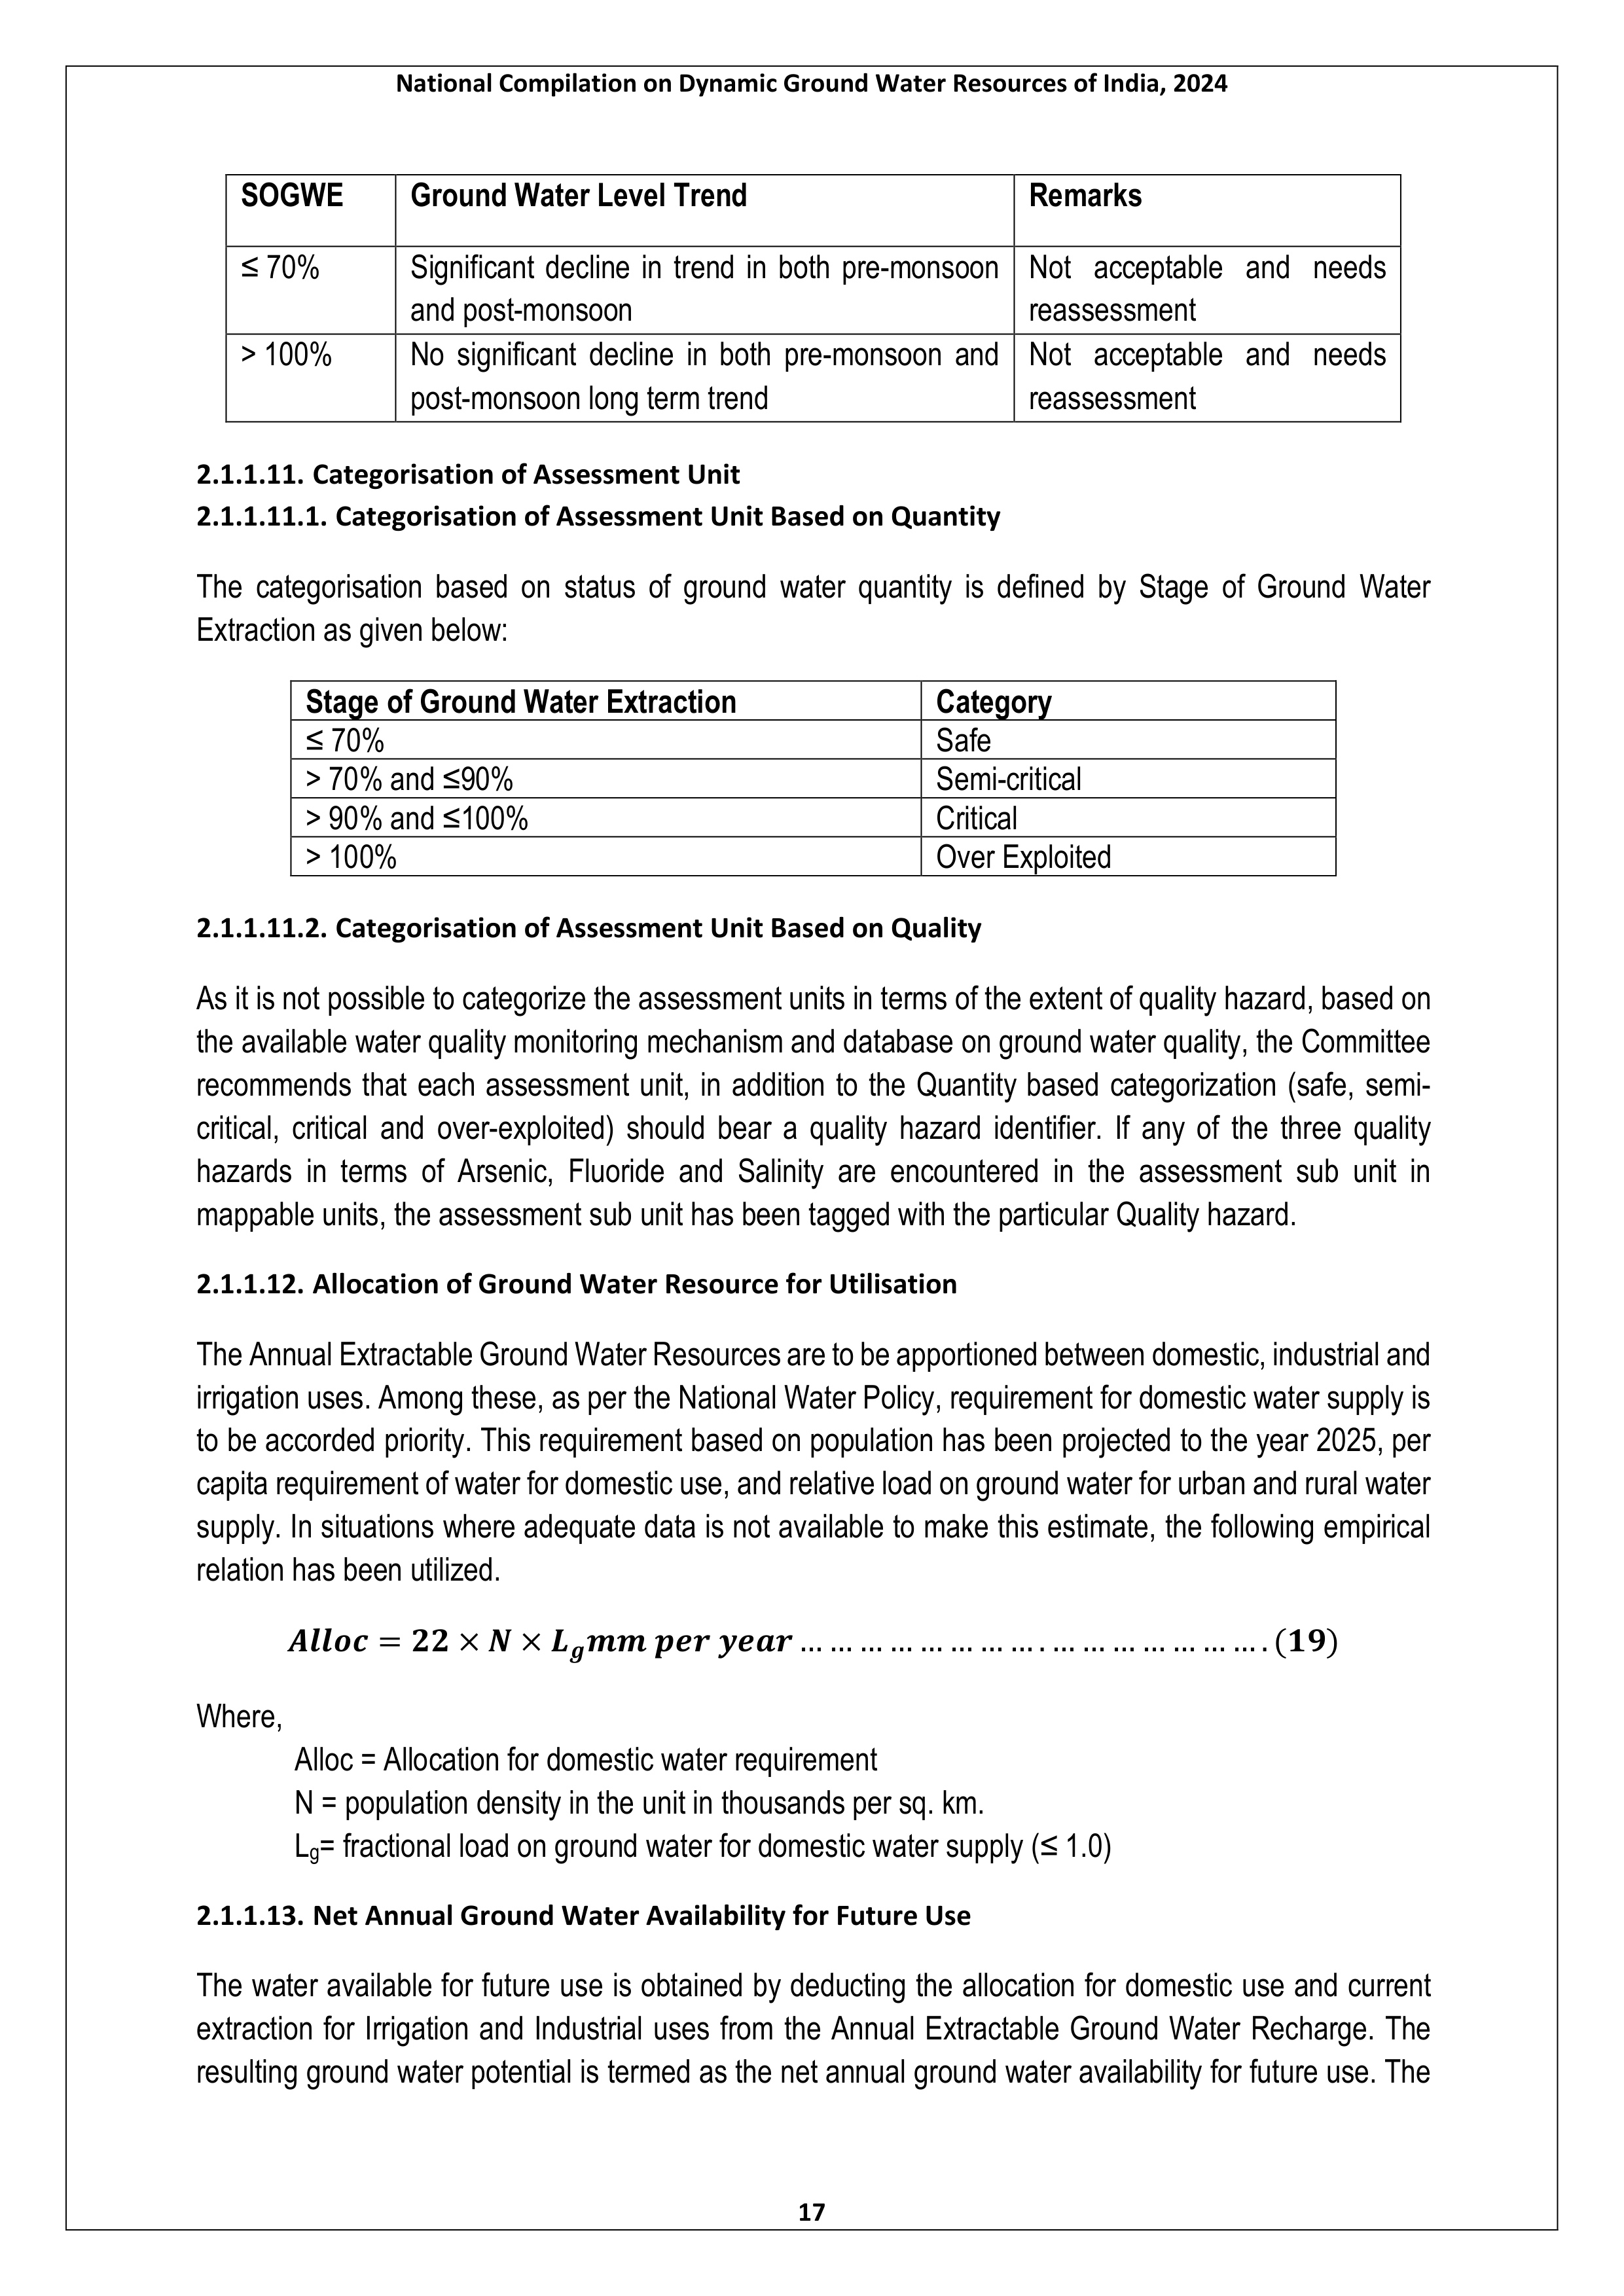 National Compilation on Dynamic Ground Water Resources of India, 2024
SOGWE Ground Water Level Trend Remarks
≤ 70% Significant decline in trend in both pre-monsoon Not acceptable and needs
and post-monsoon reassessment
> 100% No significant decline in both pre-monsoon and Not acceptable and needs
post-monsoon long term trend reassessment
2.1.1.11. Categorisation of Assessment Unit
2.1.1.11.1. Categorisation of Assessment Unit Based on Quantity
The categorisation based on status of ground water quantity is defined by Stage of Ground Water
Extraction as given below:
Stage of Ground Water Extraction Category
≤ 70% Safe
> 70% and ≤90% Semi-critical
> 90% and ≤100% Critical
> 100% Over Exploited
2.1.1.11.2. Categorisation of Assessment Unit Based on Quality
As it is not possible to categorize the assessment units in terms of the extent of quality hazard, based on
the available water quality monitoring mechanism and database on ground water quality, the Committee
recommends that each assessment unit, in addition to the Quantity based categorization (safe, semi-
critical, critical and over-exploited) should bear a quality hazard identifier. If any of the three quality
hazards in terms of Arsenic, Fluoride and Salinity are encountered in the assessment sub unit in
mappable units, the assessment sub unit has been tagged with the particular Quality hazard.
2.1.1.12. Allocation of Ground Water Resource for Utilisation
The Annual Extractable Ground Water Resources are to be apportioned between domestic, industrial and
irrigation uses. Among these, as per the National Water Policy, requirement for domestic water supply is
to be accorded priority. This requirement based on population has been projected to the year 2025, per
capita requirement of water for domestic use, and relative load on ground water for urban and rural water
supply. In situations where adequate data is not available to make this estimate, the following empirical
relation has been utilized.
Alloc = 22 × N × Lg mm per year … … … … … … … … . … … … … … … … . (19)
Where,
Alloc = Allocation for domestic water requirement
N = population density in the unit in thousands per sq. km.
Lg= fractional load on ground water for domestic water supply (≤ 1.0)
2.1.1.13. Net Annual Ground Water Availability for Future Use
The water available for future use is obtained by deducting the allocation for domestic use and current
extraction for Irrigation and Industrial uses from the Annual Extractable Ground Water Recharge. The
resulting ground water potential is termed as the net annual ground water availability for future use. The
17